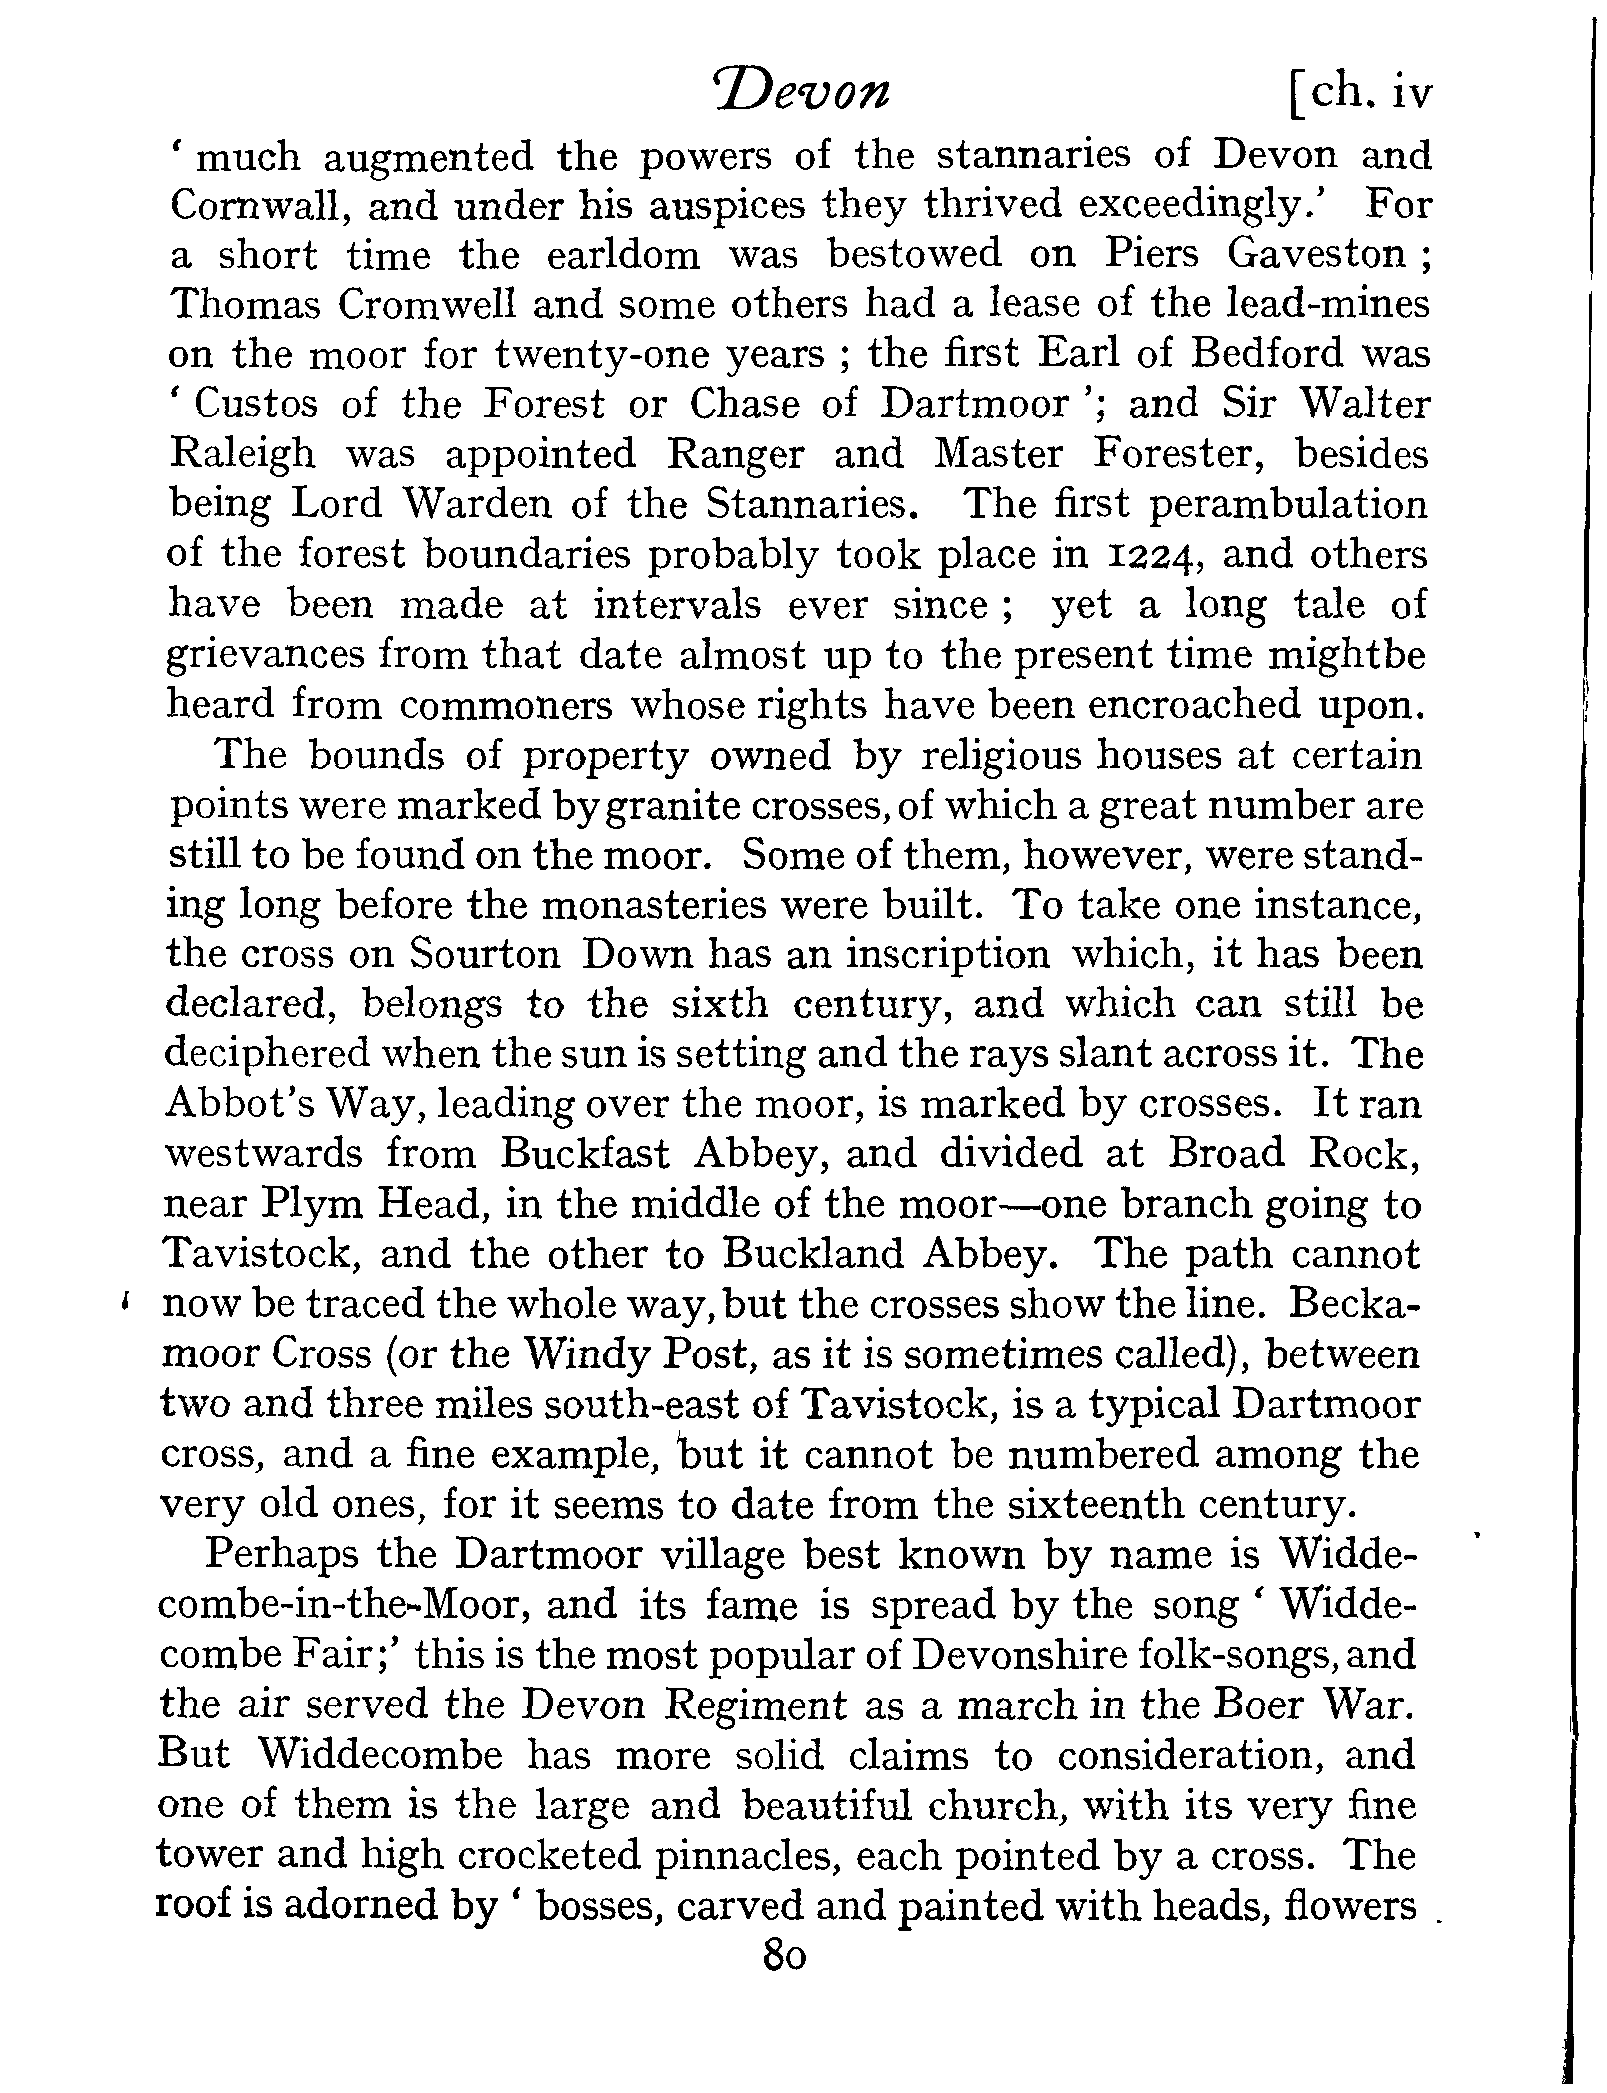 Devon [ch. iv
‘ much augmented the powers of the stannaries of Devon and
Cornwall, and under his auspices they thrived exceedingly.’ For
a short time the earldom was bestowed on Piers Gaveston ;
Thomas Cromwell and some others had a lease of the lead-mines
on the moor for twenty-one years ; the first Earl of Bedford was
‘ Custos of the Forest or Chase of Dartmoor ’; and Sir Walter
Raleigh was appointed Ranger and Master Forester, besides
being Lord Warden of the Stannaries. The first perambulation
of the forest boundaries probably took place in 1224, and others
have been made at intervals ever since ; yet a long tale of
grievances from that date almost up to the present time mightbe
heard from commoners whose rights have been encroached upon.
The bounds of property owned by religious houses at certain
points were marked by granite crosses, of which a great number are
still to be found on the moor. Some of them, however, were stand-
ing long before the monasteries were built. To take one instance,
the cross on Sourton Down has an inscription which, it has been
declared, belongs to the sixth century, and which can still be
deciphered when the sun is setting and the rays slant across it. The
Abbot’s Way, leading over the moor, is marked by crosses. It ran
westwards from Buckfast Abbey, and divided at Broad Rock,
near Plym Head, in the middle of the moor—one branch going to
Tavistock, and the other to Buckland Abbey. The path cannot
now be traced the whole way, but the crosses show the line. Becka-
moor Cross (or the Windy Post, as it is sometimes called), between
two and three miles south-east of Tavistock, is a typical Dartmoor
cross, and a fine example, but it cannot be numbered among the
very old ones, for it seems to date from the sixteenth century.
Perhaps the Dartmoor village best known by name is Widde-
combe-in-the-Moor, and its fame is spread by the song ‘ Widde-
combe Fair;’ this is the most popular of Devonshire folk-songs, and
the air served the Devon Regiment as a march in the Boer War.
But Widdecombe has more solid claims to consideration, and
one of them is the large and beautiful church, with its very fine
tower and high crocketed pinnacles, each pointed by a cross. The
roof is adorned by ‘ bosses, carved and painted with heads, flowers
80